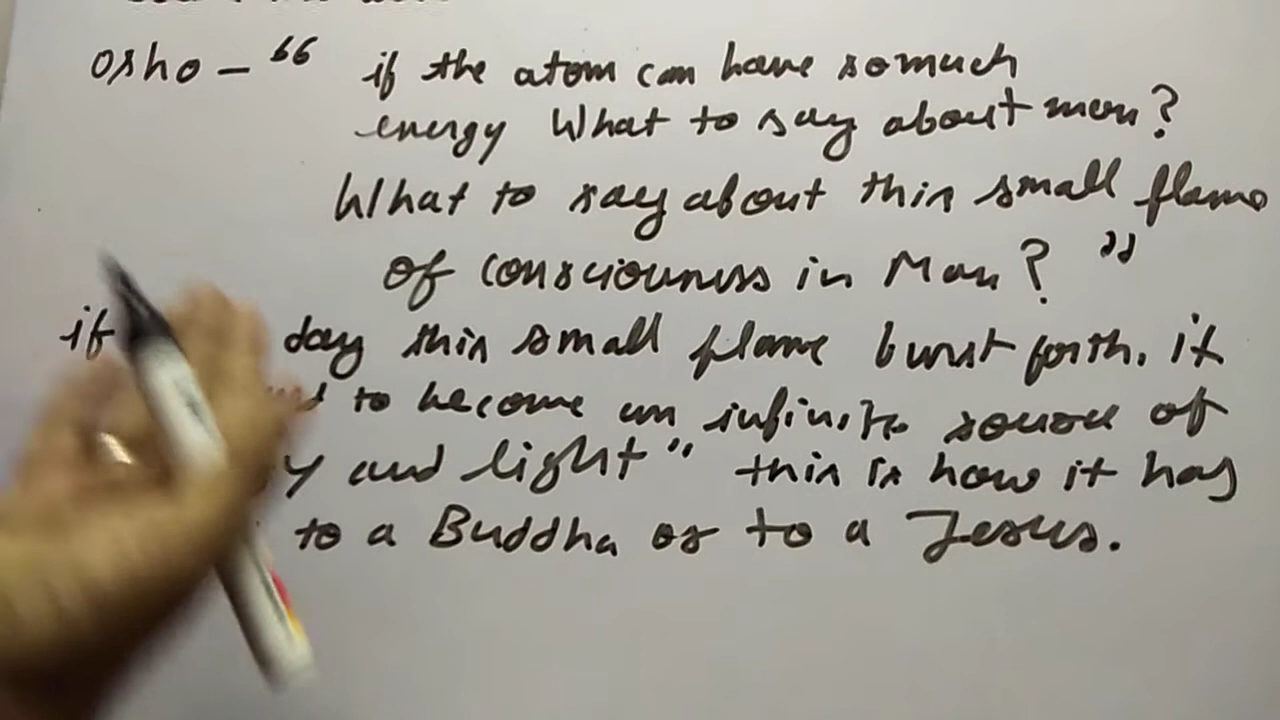 Osho - " if the atom can have so much
energy What to say about man?
What to say about this small flame
of consciouness in Man? "
if day this small flame burst forth. it
to become an infinite source of
and light " this is how it has
to a Buddha or to a Jesus.